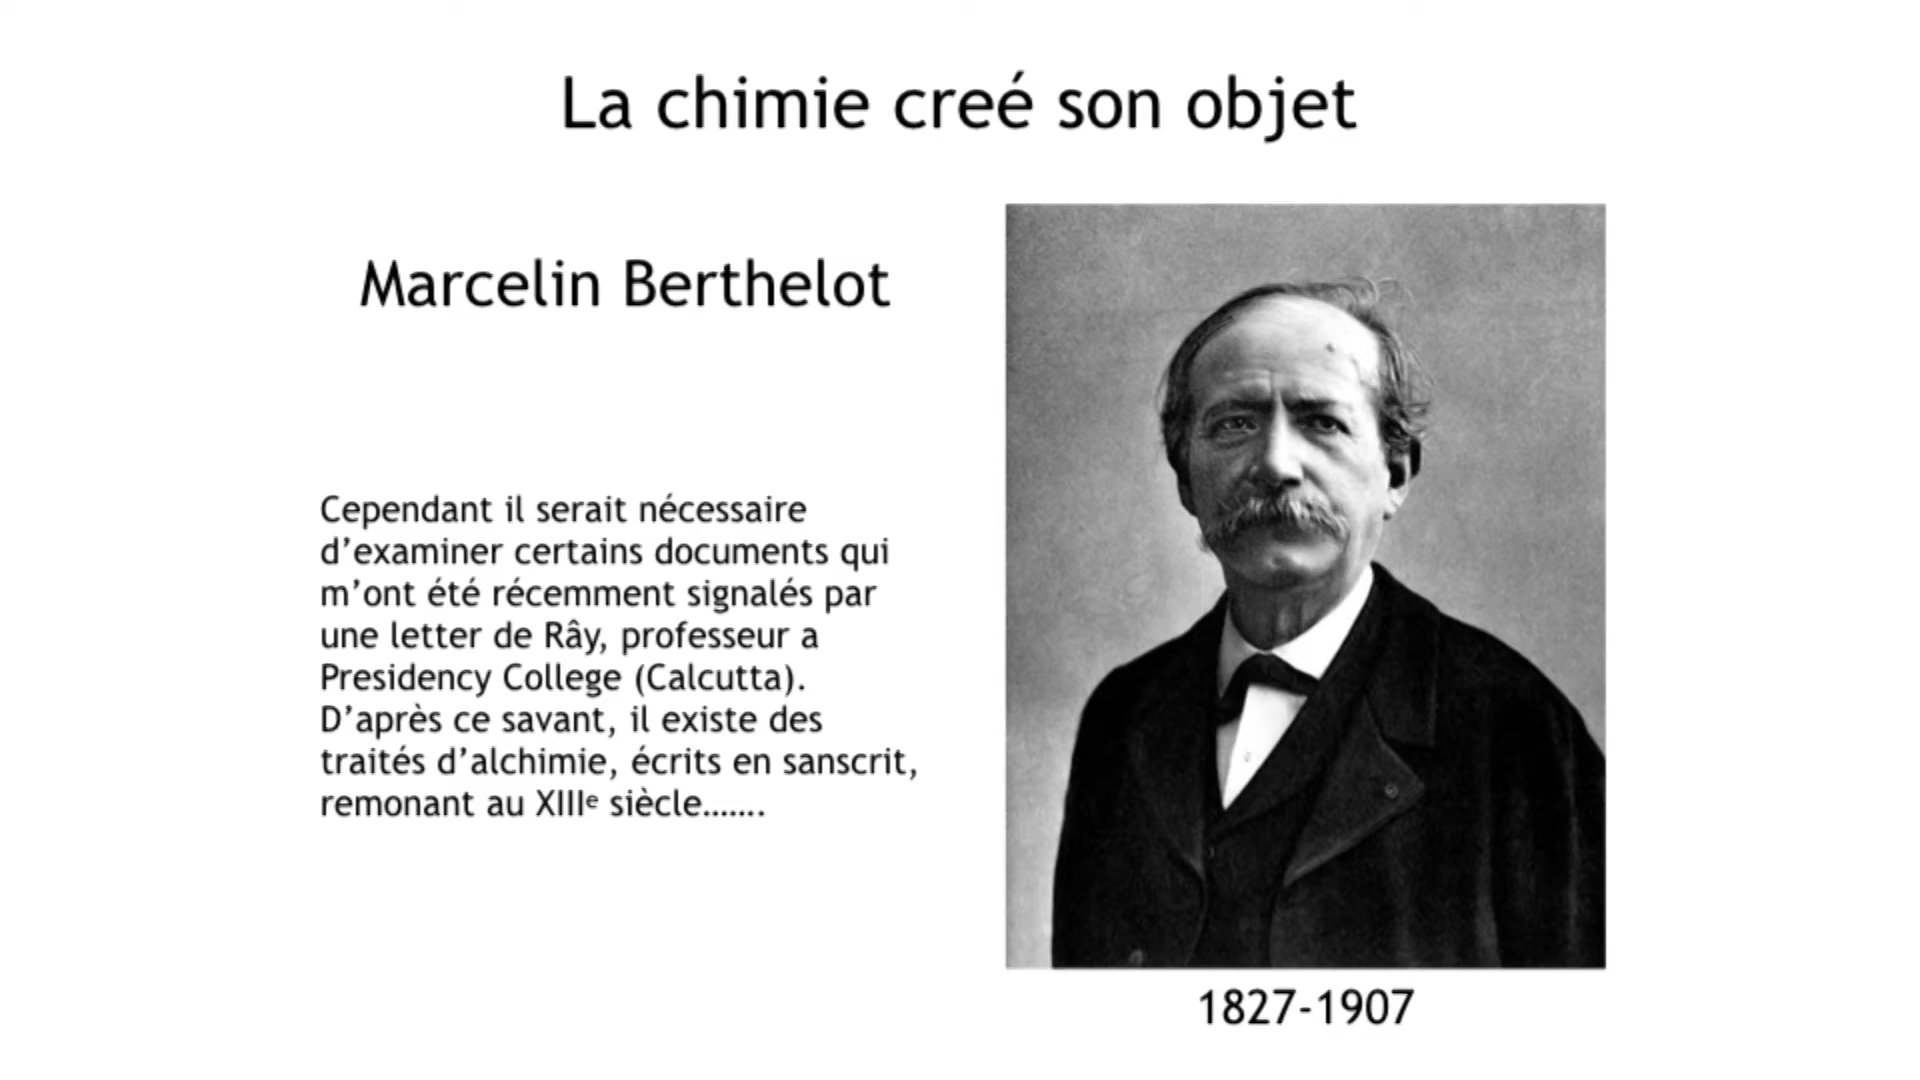 La chimie creé son objet
Marcelin Berthelot
Cependant il serait nécessaire
d’examiner certains documents qui
m’ont été récemment signalés par
une letter de Rây, professeur a
Presidency College (Calcutta).
D’après ce savant, il existe des
traités d’alchimie, écrits en sanscrit,
remonant au XIIIᵉ siècle.......
1827-1907